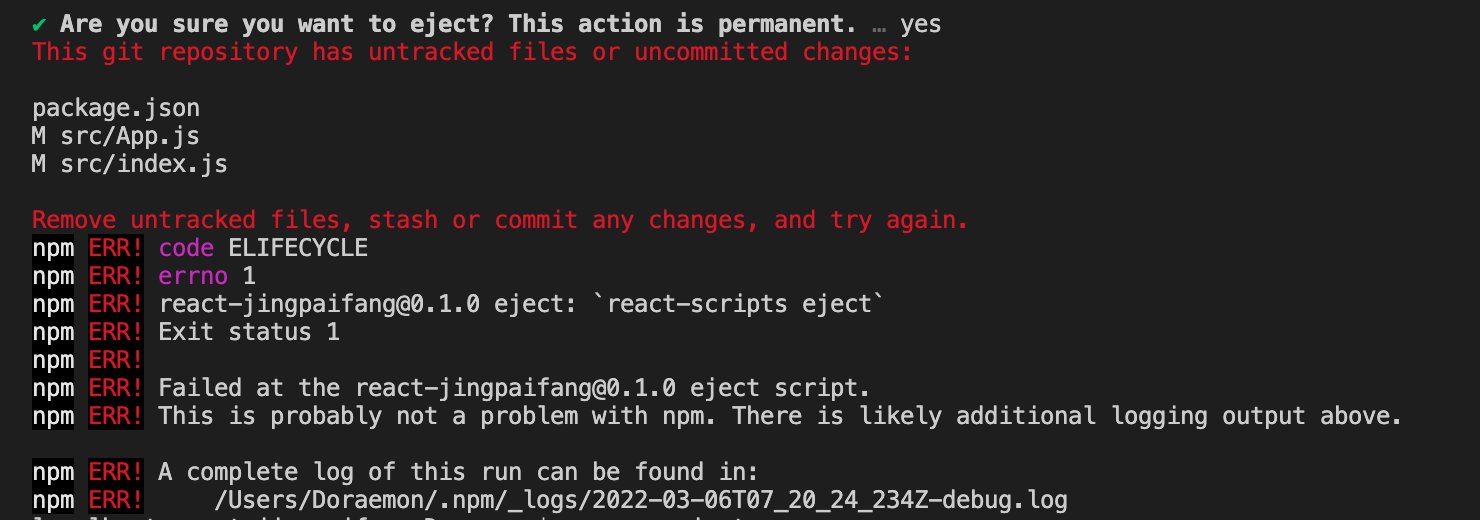 ✔ Are you sure you want to eject? This action is permanent. … yes
This git repository has untracked files or uncommitted changes:
package.json
M src/App.js
M src/index.js
Remove untracked files, stash or commit any changes, and try again.
npm ERR! code ELIFECYCLE
npm ERR! errno 1
npm ERR! react-jingpaifang@0.1.0 eject: `react-scripts eject`
npm ERR! Exit status 1
npm ERR!
npm ERR! Failed at the react-jingpaifang@0.1.0 eject script.
npm ERR! This is probably not a problem with npm. There is likely additional logging output above.
npm ERR! A complete log of this run can be found in:
npm ERR!     /Users/Doraemon/.npm/_logs/2022-03-06T07_20_24_234Z-debug.log